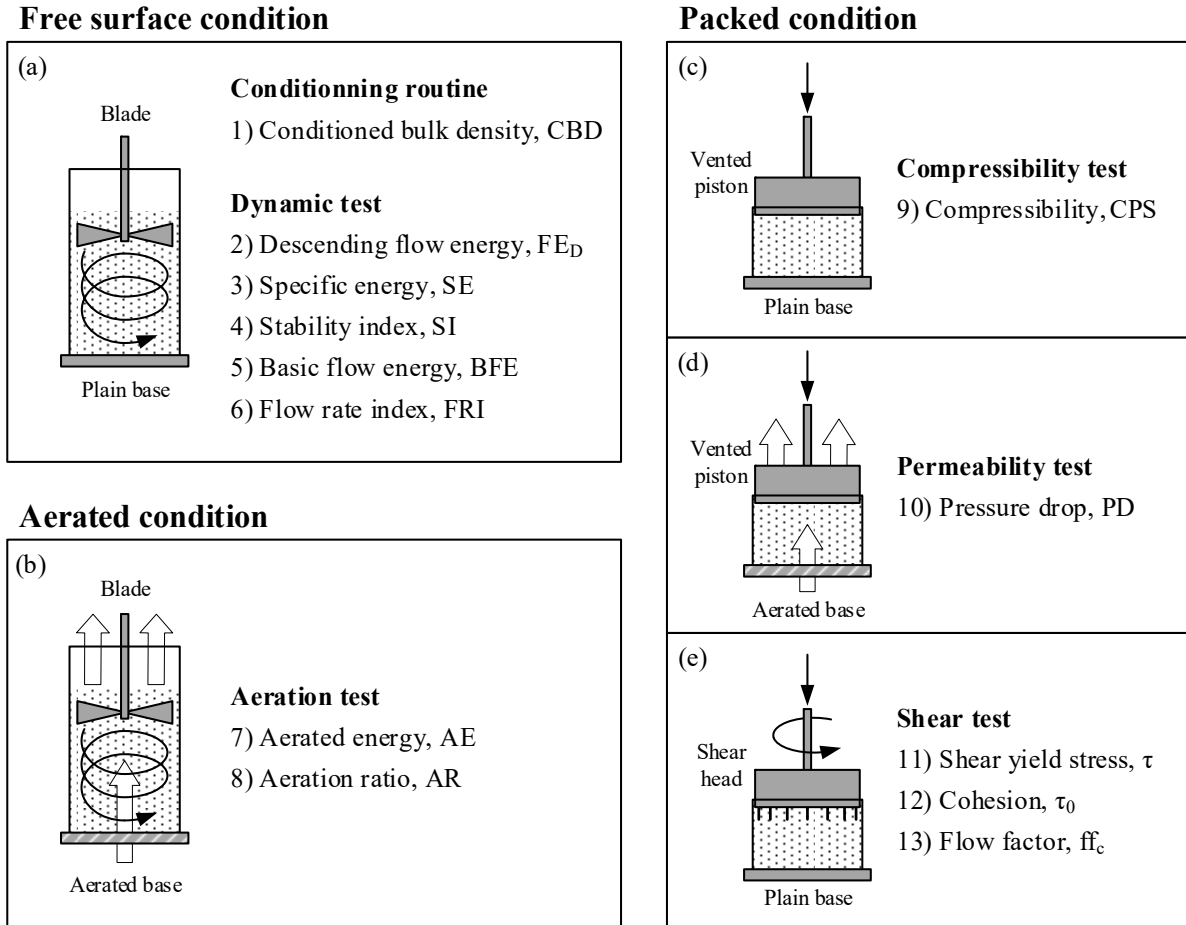 Free surface condition
(a)
Blade
Plain base
Conditionning routine
1) Conditioned bulk density, CBD
Dynamic test
2) Descending flow energy, FE_D
3) Specific energy, SE
4) Stability index, SI
5) Basic flow energy, BFE
6) Flow rate index, FRI
Aerated condition
(b)
Blade
Aerated base
Aeration test
7) Aerated energy, AE
8) Aeration ratio, AR
Packed condition
(c)
Vented
piston
Plain base
Compressibility test
9) Compressibility, CPS
(d)
Vented
piston
Aerated base
Permeability test
10) Pressure drop, PD
(e)
Shear
head
Plain base
Shear test
11) Shear yield stress, τ
12) Cohesion, τ₀
13) Flow factor, ff_c